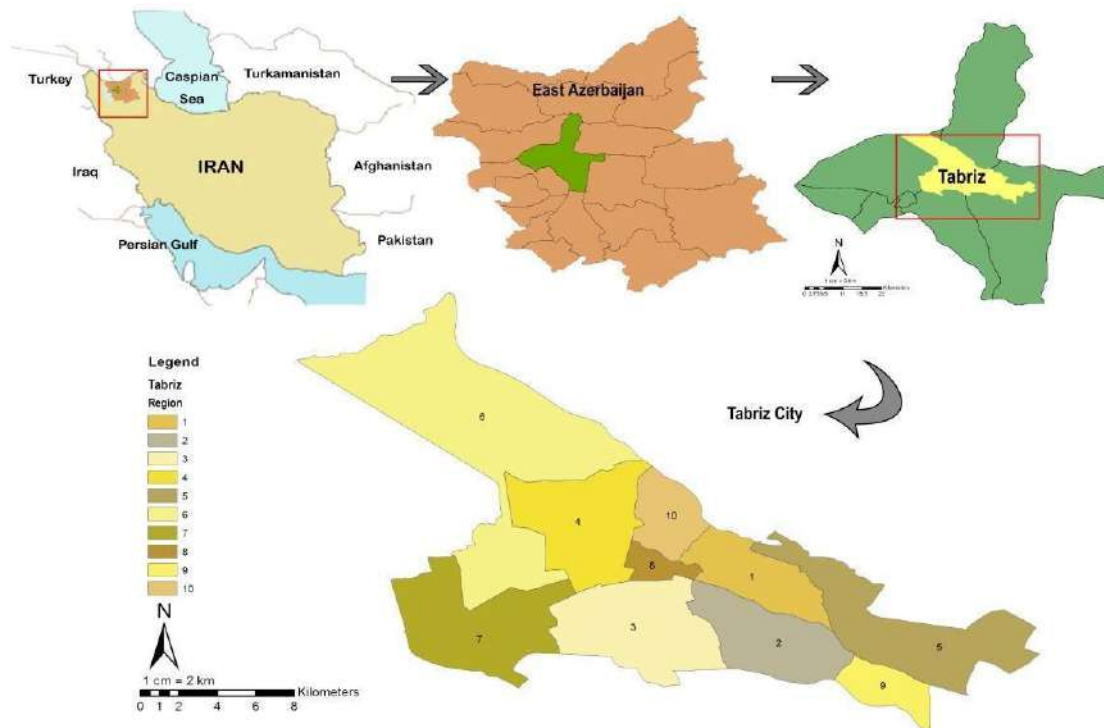 Turkey
Caspian
Sea
Turkamanistan
IRAN
Iraq
Afghanistan
Persian Gulf
Pakistan
East Azerbaijan
Tabriz
N
Kilometers
Legend
Tabriz
Region
1
2
3
4
5
6
7
8
9
10
N
1 cm = 2 km
Kilometers
0 1 2 4 6 8
Tabriz City
6
4
10
8
1
3
2
5
7
9